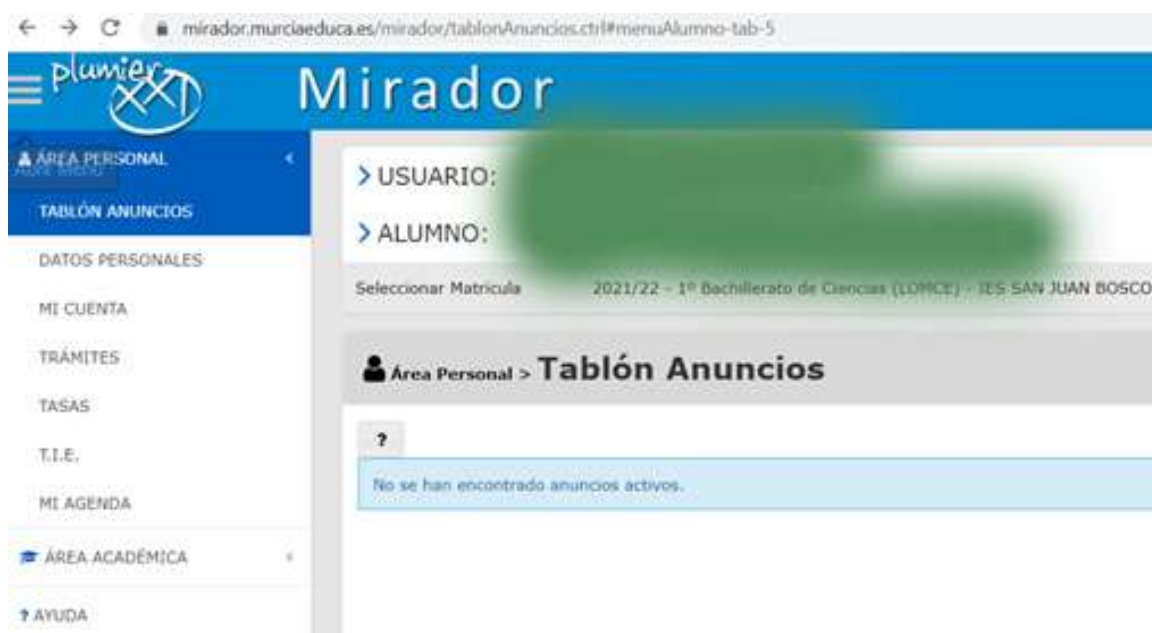 mirador.murciaeduca.es/mirador/tablonAnuncios.ctrl#menuAlumno-tab-5
plumier
XXI
Mirador
ÁREA PERSONAL
TABLÓN ANUNCIOS
DATOS PERSONALES
MI CUENTA
TRÁMITES
TASAS
T.I.E.
MI AGENDA
ÁREA ACADÉMICA
? AYUDA
> USUARIO:
> ALUMNO:
Seleccionar Matricula 2021/22 - 1º Bachillerato de Ciencias (LOMCE) - IES SAN JUAN BOSCO
Área Personal > Tablón Anuncios
?
No se han encontrado anuncios activos.